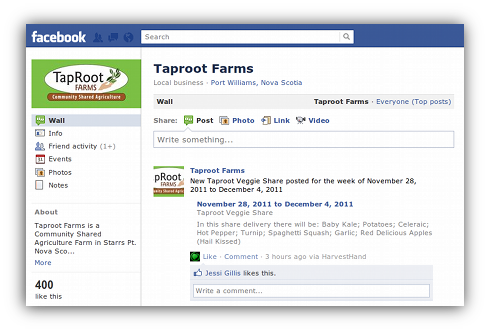 facebook
Search
TapRoot
FARMS
Community Shared Agriculture
Wall
Info
Friend activity (1+)
Events
Photos
Notes
About
Taproot Farms is a
Community Shared
Agriculture Farm in Starrs Pt.
Nova Sco...
More
400
like this
Taproot Farms
Local business · Port Williams, Nova Scotia
Wall
Taproot Farms · Everyone (Top posts)
Share: Post Photo Link Video
Write something...
pRoot
FARMS
Taproot Farms
New Taproot Veggie Share posted for the week of November 28,
2011 to December 4, 2011
November 28, 2011 to December 4, 2011
Taproot Veggie Share
In this share delivery there will be: Baby Kale; Potatoes; Celeraic;
Hot Pepper; Turnip; Spaghetti Squash; Garlic; Red Delicious Apples
(Hail Kissed)
Like · Comment · 3 hours ago via HarvestHand
Jessi Gillis likes this.
Write a comment...